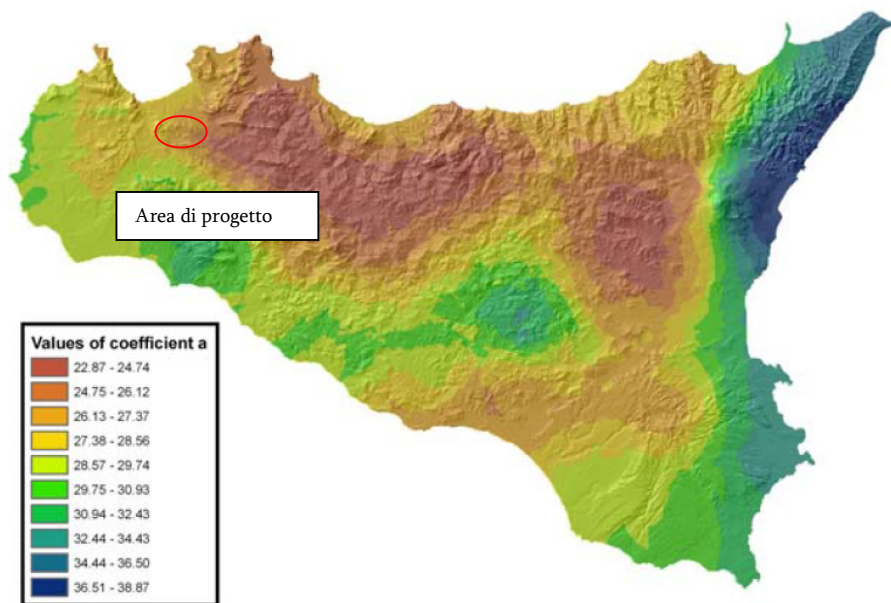 Area di progetto
Values of coefficient a
22.87 - 24.74
24.75 - 26.12
26.13 - 27.37
27.38 - 28.56
28.57 - 29.74
29.75 - 30.93
30.94 - 32.43
32.44 - 34.43
34.44 - 36.50
36.51 - 38.87